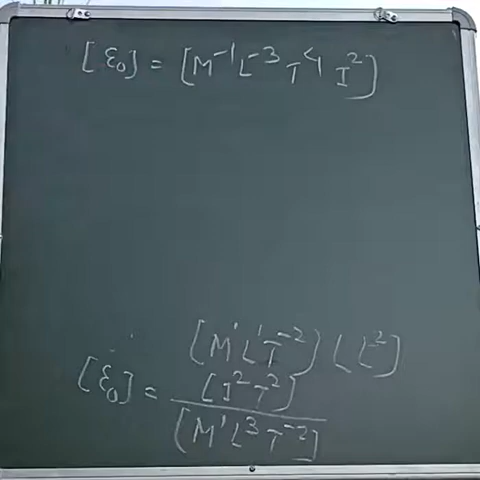 [ε₀] = [M⁻¹L⁻³T⁴I²]
(M¹L¹T⁻²)(L²)
[ε₀] = [I²T²]
[M¹L³T⁻²]